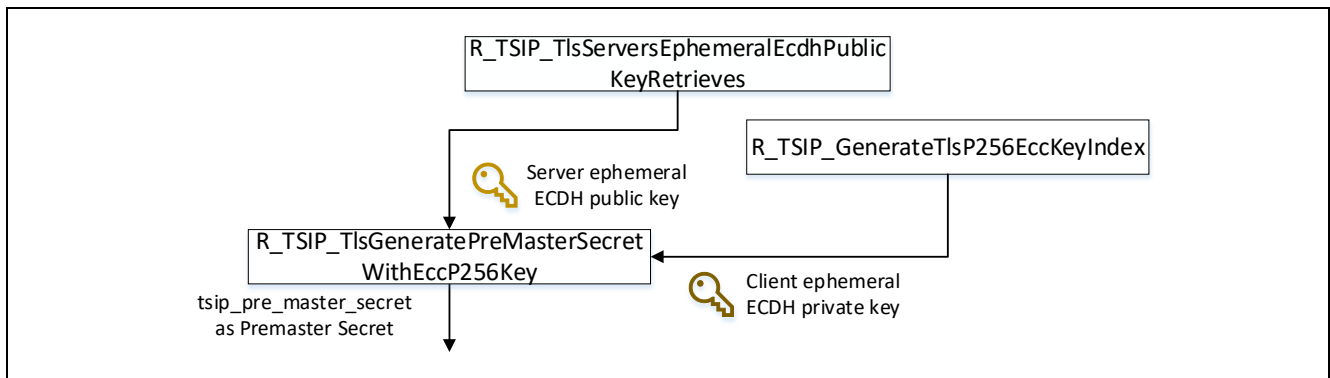 R_TSIP_TlsServersEphemeralEcdhPublic
KeyRetrieves
R_TSIP_GenerateTlsP256EccKeyIndex
Server ephemeral
ECDH public key
R_TSIP_TlsGeneratePreMasterSecret
WithEccP256Key
Client ephemeral
ECDH private key
tsip_pre_master_secret
as Premaster Secret